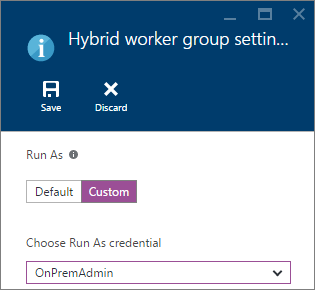 Hybrid worker group settin...
Save
Discard
Run As
Default
Custom
Choose Run As credential
OnPremAdmin